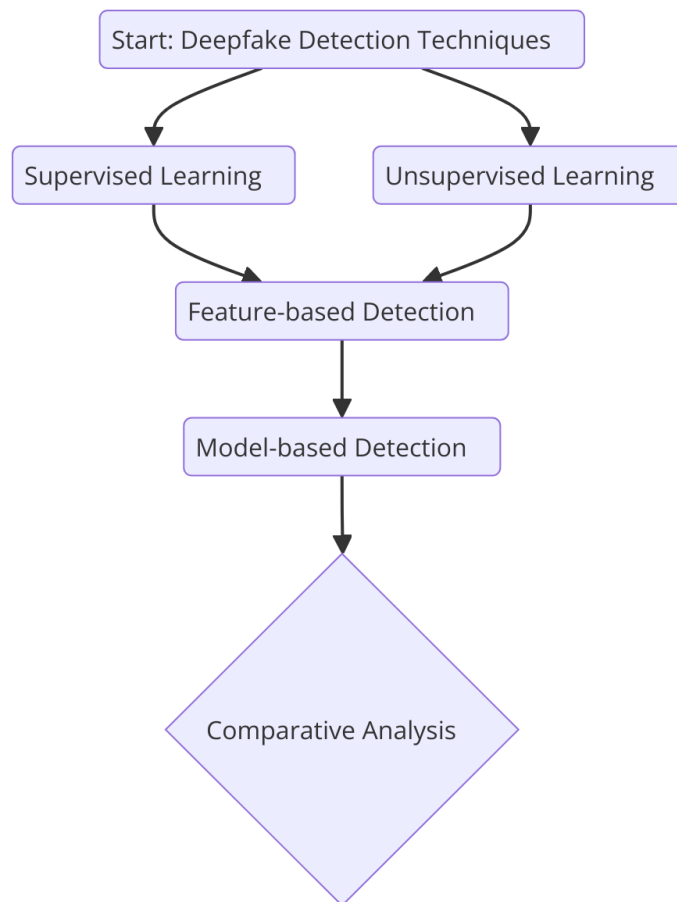 Start: Deepfake Detection Techniques
Supervised Learning
Unsupervised Learning
Feature-based Detection
Model-based Detection
Comparative Analysis